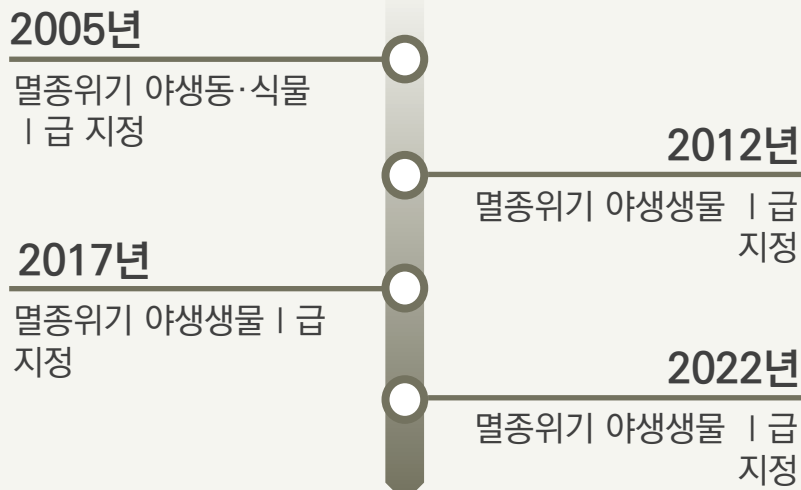 2005년
멸종위기 야생동·식물
Ⅰ급 지정
2012년
멸종위기 야생생물 Ⅰ급
지정
2017년
멸종위기 야생생물Ⅰ급
지정
2022년
멸종위기 야생생물 Ⅰ급
지정